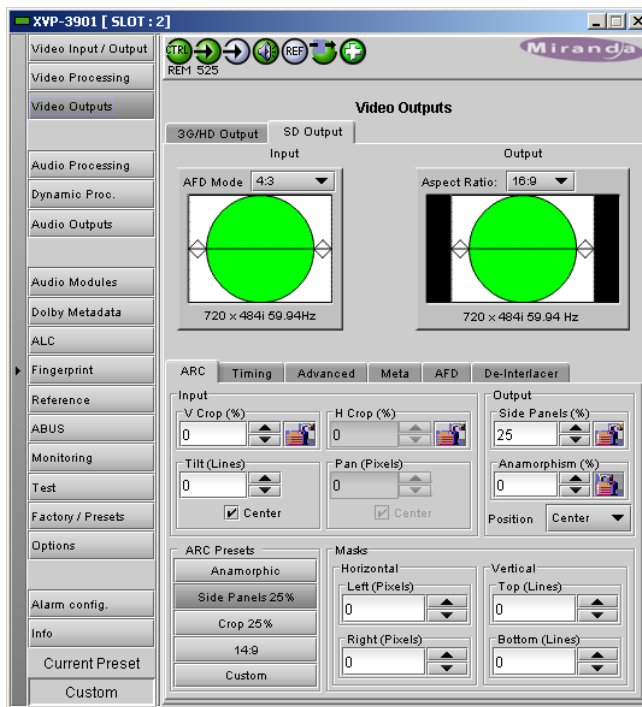 XVP-3901 [ SLOT : 2]
Video Input / Output
Video Processing
Video Outputs
Audio Processing
Dynamic Proc.
Audio Outputs
Audio Modules
Dolby Metadata
ALC
Fingerprint
Reference
ABUS
Monitoring
Test
Factory / Presets
Options
Alarm config.
Info
Current Preset
Custom
CTRL
REF
REM 525
Miranda
Video Outputs
3G/HD Output
SD Output
Input
AFD Mode
4:3
720 x 484i 59.94Hz
Output
Aspect Ratio:
16:9
720 x 484i 59.94 Hz
ARC
Timing
Advanced
Meta
AFD
De-Interlacer
Input
V Crop (%)
0
H Crop (%)
0
Tilt (Lines)
0
Center
Pan (Pixels)
0
Center
Output
Side Panels (%)
25
Anamorphism (%)
0
Position
Center
ARC Presets
Anamorphic
Side Panels 25%
Crop 25%
14:9
Custom
Masks
Horizontal
Left (Pixels)
0
Right (Pixels)
0
Vertical
Top (Lines)
0
Bottom (Lines)
0